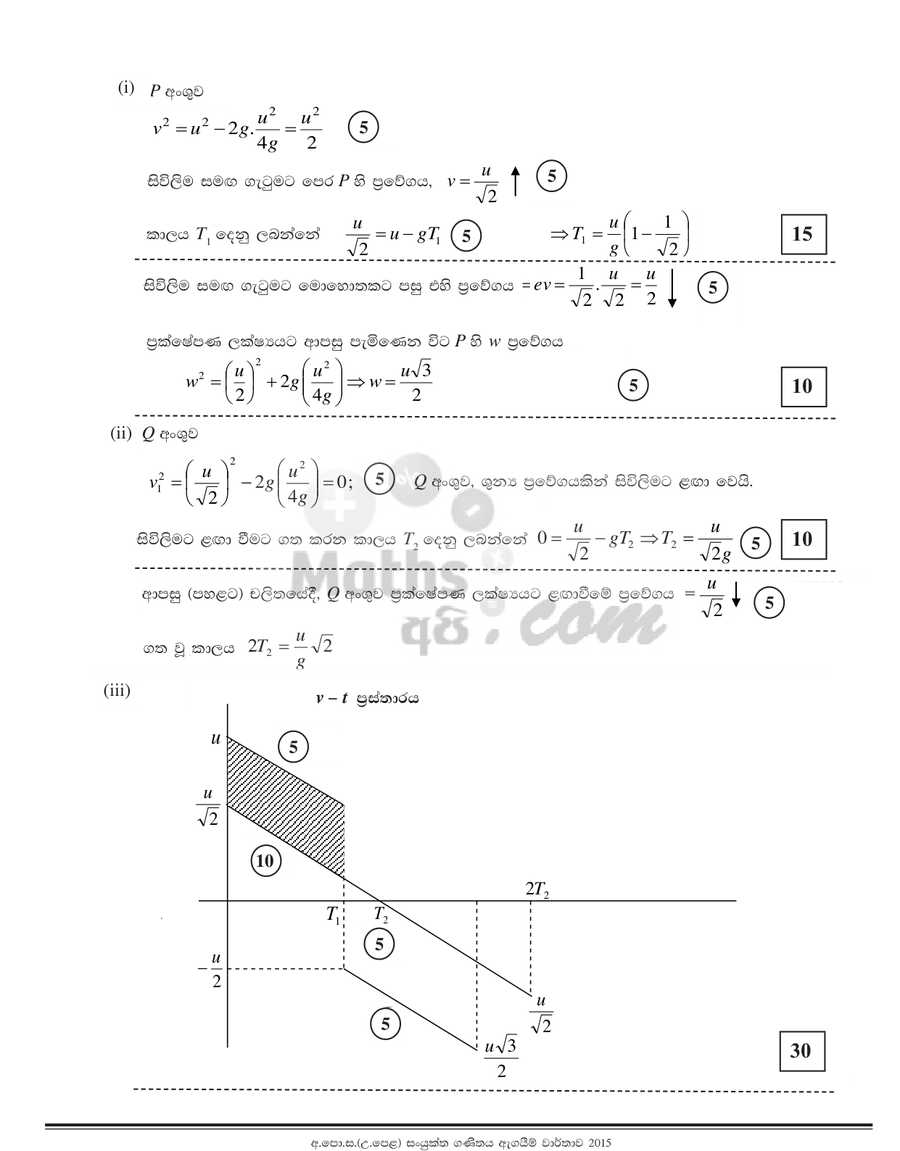 (i) P අංශුව
v² = u² − 2g.u²/4g = u²/2 (5)
සිවිලිම සමඟ ගැටුමට පෙර P හි ප්‍රවේගය, v = u/√2 ↑ (5)
කාලය T₁ දෙනු ලබන්නේ u/√2 = u − gT₁ (5) ⇒ T₁ = u/g(1 − 1/√2) 15
සිවිලිම සමඟ ගැටුමට මොහොතකට පසු එහි ප්‍රවේගය = ev = 1/√2 . u/√2 = u/2 ↓ (5)
ප්‍රක්ෂේපණ ලක්ෂ්‍යයට ආපසු පැමිණෙන විට P හි w ප්‍රවේගය
w² = (u/2)² + 2g(u²/4g) ⇒ w = u√3/2 (5) 10
(ii) Q අංශුව
v₁² = (u/√2)² − 2g(u²/4g) = 0; (5) Q අංශුව, ශුන්‍ය ප්‍රවේගයකින් සිවිලිමට ළඟා වෙයි.
සිවිලිමට ළඟා වීමට ගත කරන කාලය T₂ දෙනු ලබන්නේ 0 = u/√2 − gT₂ ⇒ T₂ = u/√2g (5) 10
ආපසු (පහළට) චලිතයේදී, Q අංශුව ප්‍රක්ෂේපණ ලක්ෂ්‍යයට ළඟාවීමේ ප්‍රවේගය = u/√2 ↓ (5)
ගත වූ කාලය 2T₂ = u/g √2
Maths
අපි . com
(iii) v – t ප්‍රස්තාරය
u (5)
u/√2
(10)
2T₂
T₁ T₂
(5)
−u/2
u/√2
(5)
u√3/2 30
අ.පො.ස.(උ.පෙළ) සංයුක්ත ගණිතය ඇගයීම් වාර්තාව 2015